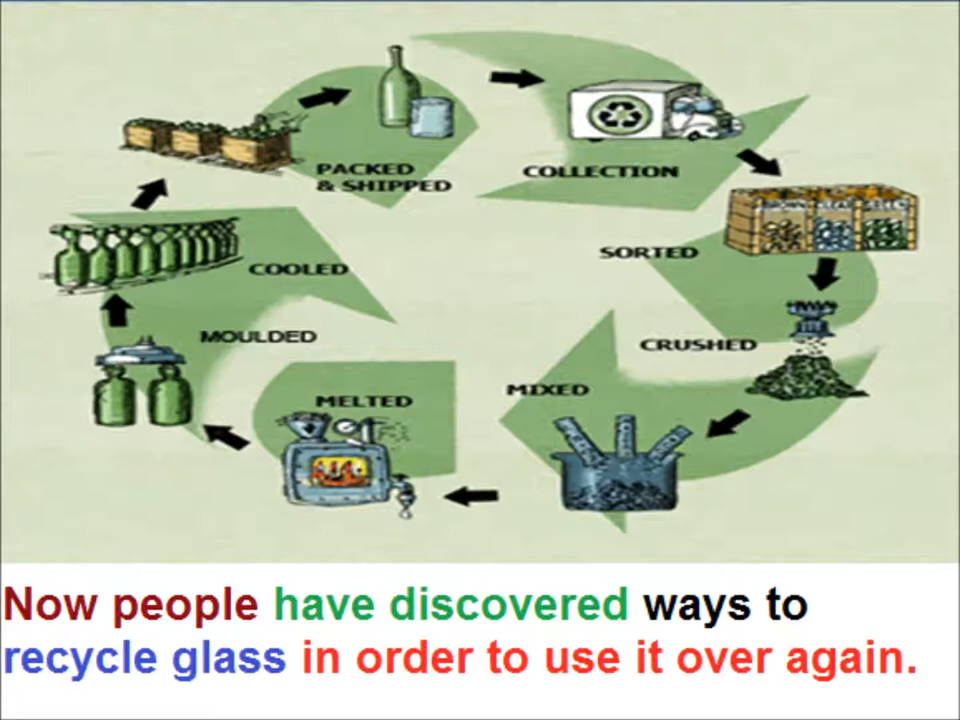 PACKED
& SHIPPED
COLLECTION
SORTED
COOLED
CRUSHED
MOULDED
MIXED
MELTED
Now people have discovered ways to
recycle glass in order to use it over again.